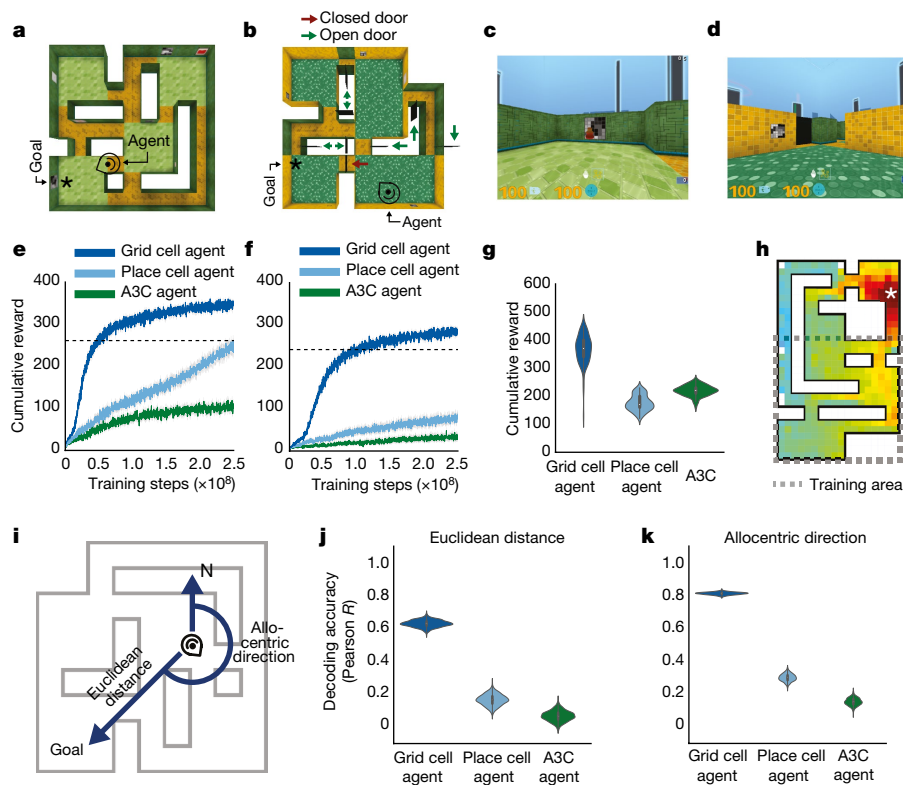 a
Goal
Agent
b
Closed door
Open door
Goal
Agent
c
100
100
d
100
100
e
Grid cell agent
Place cell agent
A3C agent
Cumulative reward
400
300
200
100
0
0
0.5
1.0
1.5
2.0
2.5
Training steps (×10⁸)
f
Grid cell agent
Place cell agent
A3C agent
400
300
200
100
0
0
0.5
1.0
1.5
2.0
2.5
Training steps (×10⁸)
g
Cumulative reward
600
500
400
300
200
100
0
Grid cell
agent
Place cell
agent
A3C
h
*
Training area
i
N
Allo-
centric
direction
Euclidean
distance
Goal
j
Euclidean distance
Decoding accuracy
(Pearson R)
1.0
0.8
0.6
0.4
0.2
0
Grid cell
agent
Place cell
agent
A3C
agent
k
Allocentric direction
1.0
0.8
0.6
0.4
0.2
0
Grid cell
agent
Place cell
agent
A3C
agent